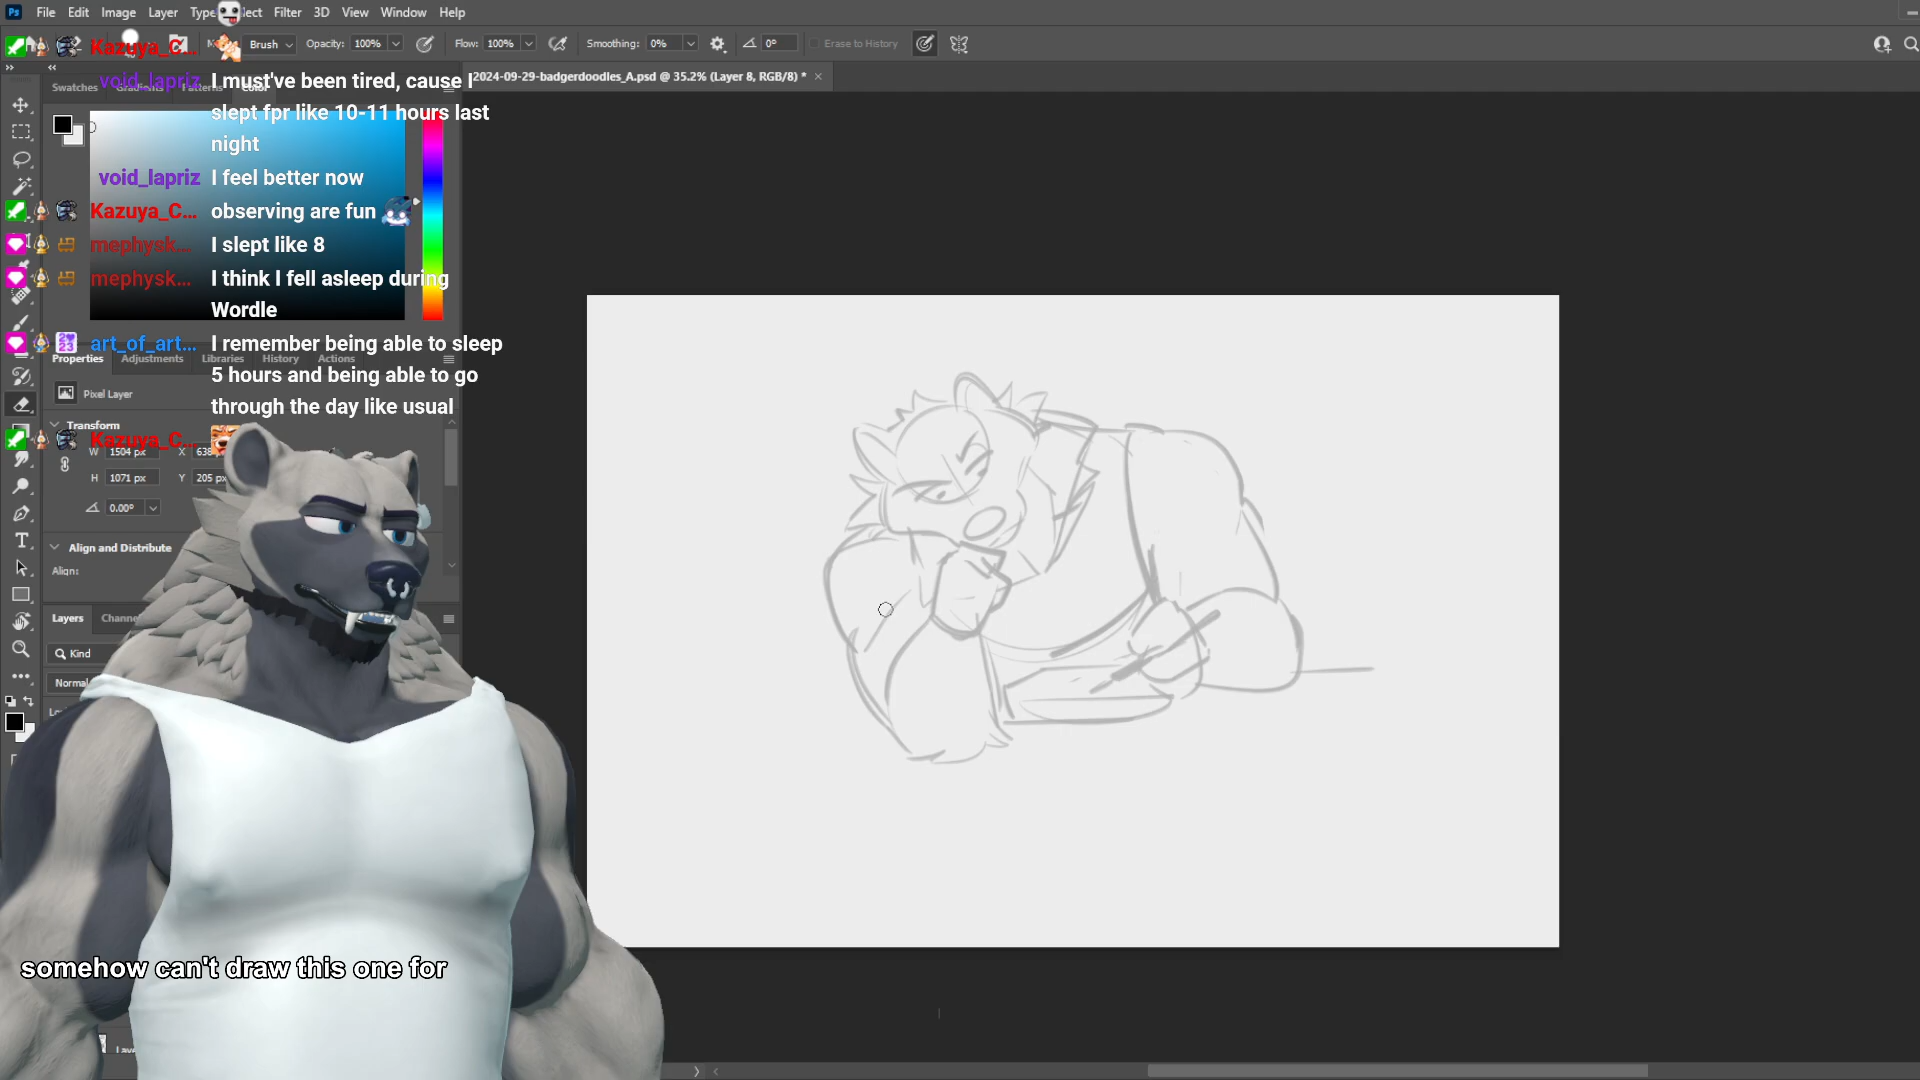 File Edit Image Layer Type Filter 3D View Window Help
Brush Opacity: 100% Flow: 100% Smoothing: 0% 0° Erase to History
Kazuya_C...
2024-09-29-badgerdoodles_A.psd @ 35.2% (Layer 8, RGB/8) *
Swatches Gradients Patterns Color
void_lapriz I must've been tired, cause I
slept fpr like 10-11 hours last
night
void_lapriz I feel better now
Kazuya_C... observing are fun
mephysk... I slept like 8
mephysk... I think I fell asleep during
Wordle
art_of_art... I remember being able to sleep
5 hours and being able to go
through the day like usual
Kazuya_C...
Properties Adjustments Libraries History Actions
Pixel Layer
Transform
W 1504 px X
H 1071 px Y 205 px
0.00°
Align and Distribute
Align:
Layers
Kind
somehow can't draw this one for